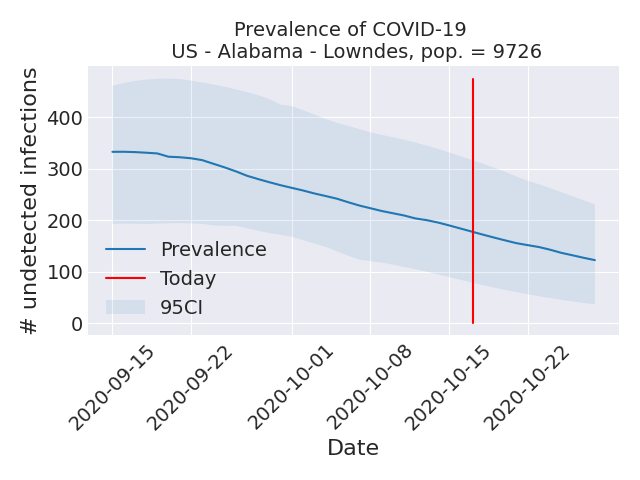 Prevalence of COVID-19
US - Alabama - Lowndes, pop. = 9726
# undetected infections
400
300
200
100
0
Prevalence
Today
95CI
2020-09-15
2020-09-22
2020-10-01
2020-10-08
2020-10-15
2020-10-22
Date